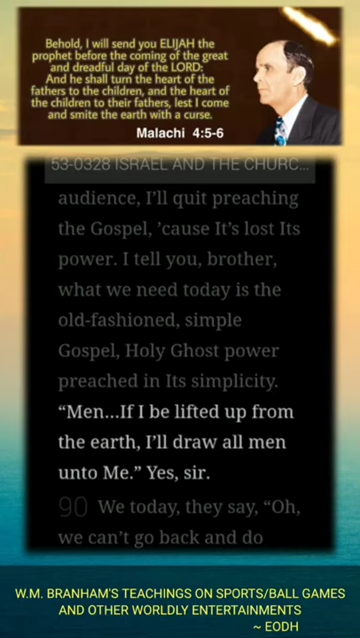 Behold, I will send you ELIJAH the
prophet before the coming of the great
and dreadful day of the LORD:
And he shall turn the heart of the
fathers to the children, and the heart of
the children to their fathers, lest I come
and smite the earth with a curse.
Malachi 4:5-6
53-0328 ISRAEL AND THE CHURC...
audience, I’ll quit preaching
the Gospel, ’cause It’s lost Its
power. I tell you, brother,
what we need today is the
old-fashioned, simple
Gospel, Holy Ghost power
preached in Its simplicity.
“Men...If I be lifted up from
the earth, I’ll draw all men
unto Me.” Yes, sir.
90 We today, they say, “Oh,
we can’t go back and do
W.M. BRANHAM'S TEACHINGS ON SPORTS/BALL GAMES
AND OTHER WORLDLY ENTERTAINMENTS
~ EODH